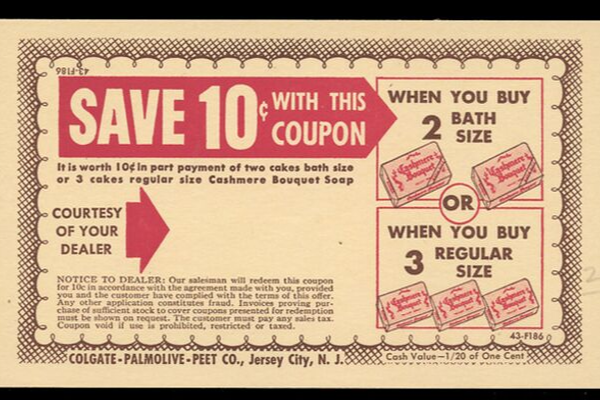 43-F186
SAVE 10¢ WITH THIS
COUPON
It is worth 10¢ in part payment of two cakes bath size
or 3 cakes regular size Cashmere Bouquet Soap
COURTESY
OF YOUR
DEALER
NOTICE TO DEALER: Our salesman will redeem this coupon
for 10c in accordance with the agreement made with you, provided
you and the customer have complied with the terms of this offer.
Any other application constitutes fraud. Invoices proving pur-
chase of sufficient stock to cover coupons presented for redemption
must be shown on request. The customer must pay any sales tax.
Coupon void if use is prohibited, restricted or taxed.
WHEN YOU BUY
2 BATH
SIZE
Cashmere
Bouquet
Cashmere
Bouquet
OR
WHEN YOU BUY
3 REGULAR
SIZE
Cashmere
Bouquet
Cashmere
Bouquet
Cashmere
Bouquet
43-F186
COLGATE-PALMOLIVE-PEET CO., Jersey City, N. J.
Cash Value—1/20 of One Cent